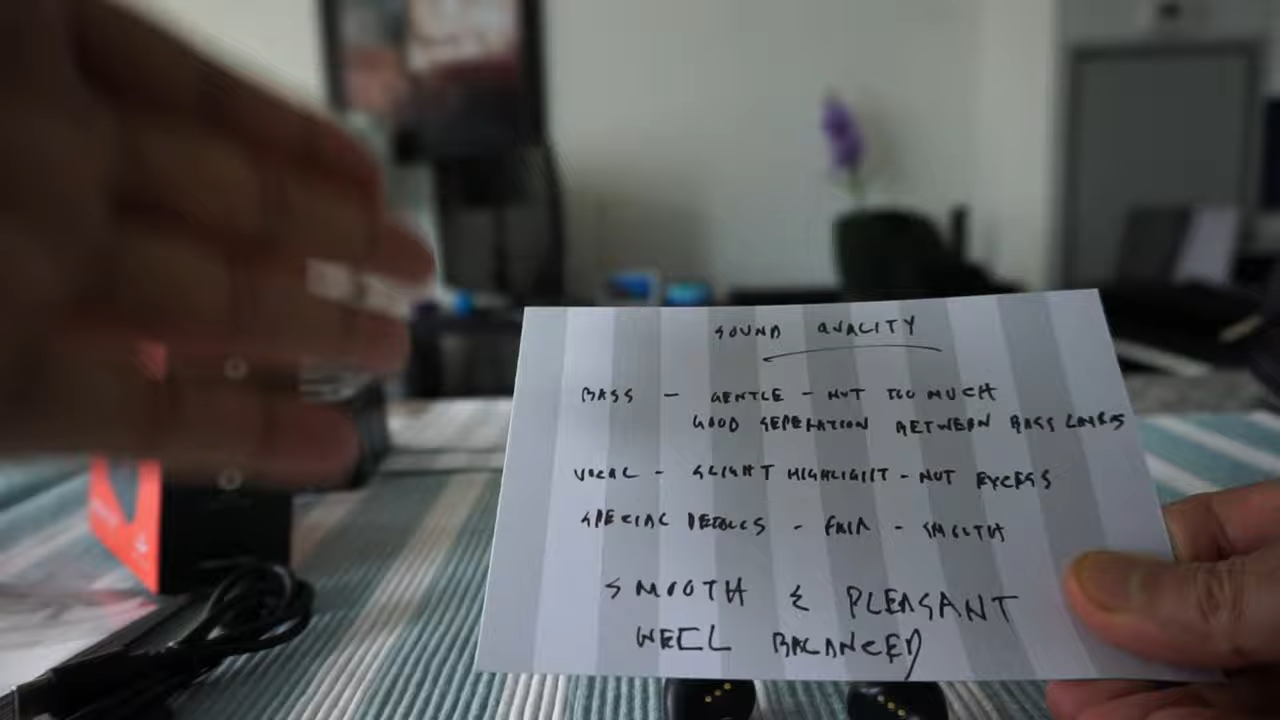 SOUND QUALITY
BASS - GENTLE - NOT TOO MUCH
GOOD SEPERATION BETWEEN BASS LAYERS
VOCAL - SLIGHT HIGHLIGHT - NOT EXCESS
SPECIAL DETAILS - FAIR - SMOOTH
SMOOTH & PLEASANT
WELL BALANCED